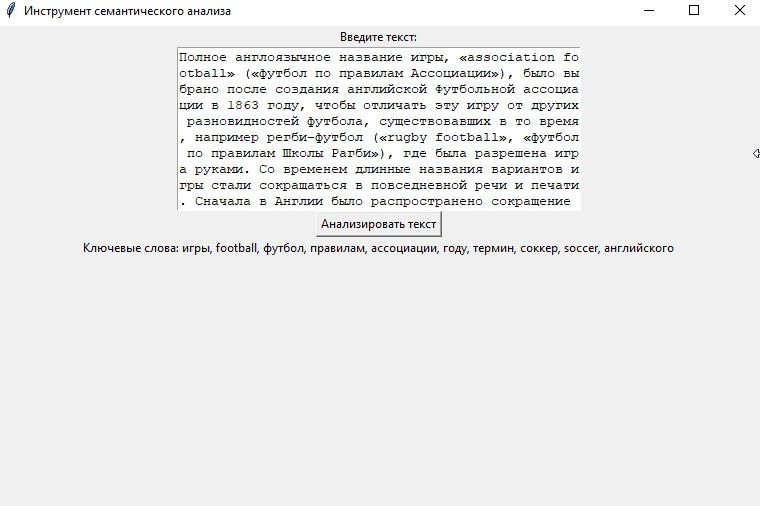 Инструмент семантического анализа
Введите текст:
Полное англоязычное название игры, «association fo
otball» («футбол по правилам Ассоциации»), было вы
брано после создания английской Футбольной ассоциа
ции в 1863 году, чтобы отличать эту игру от других
разновидностей футбола, существовавших в то время
, например регби-футбол («rugby football», «футбол
по правилам Школы Рагби»), где была разрешена игр
а руками. Со временем длинные названия вариантов и
гры стали сокращаться в повседневной речи и печати
. Сначала в Англии было распространено сокращение
Анализировать текст
Ключевые слова: игры, football, футбол, правилам, ассоциации, году, термин, соккер, soccer, английского